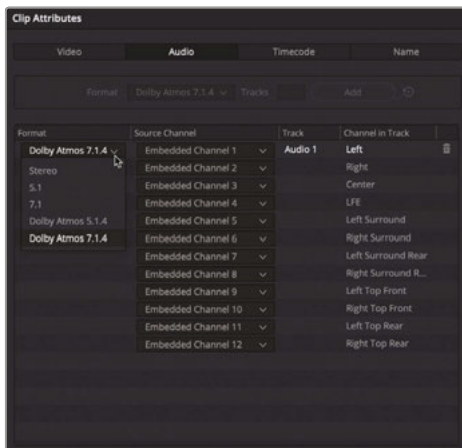 Clip Attributes
Video Audio Timecode Name
Format Dolby Atmos 7.1.4 Tracks Add
Format Source Channel Track Channel in Track
Dolby Atmos 7.1.4 Embedded Channel 1 Audio 1 Left
Stereo Embedded Channel 2 Right
5.1 Embedded Channel 3 Center
7.1 Embedded Channel 4 LFE
Dolby Atmos 5.1.4 Embedded Channel 5 Left Surround
Dolby Atmos 7.1.4 Embedded Channel 6 Right Surround
Embedded Channel 7 Left Surround Rear
Embedded Channel 8 Right Surround R...
Embedded Channel 9 Left Top Front
Embedded Channel 10 Right Top Front
Embedded Channel 11 Left Top Rear
Embedded Channel 12 Right Top Rear